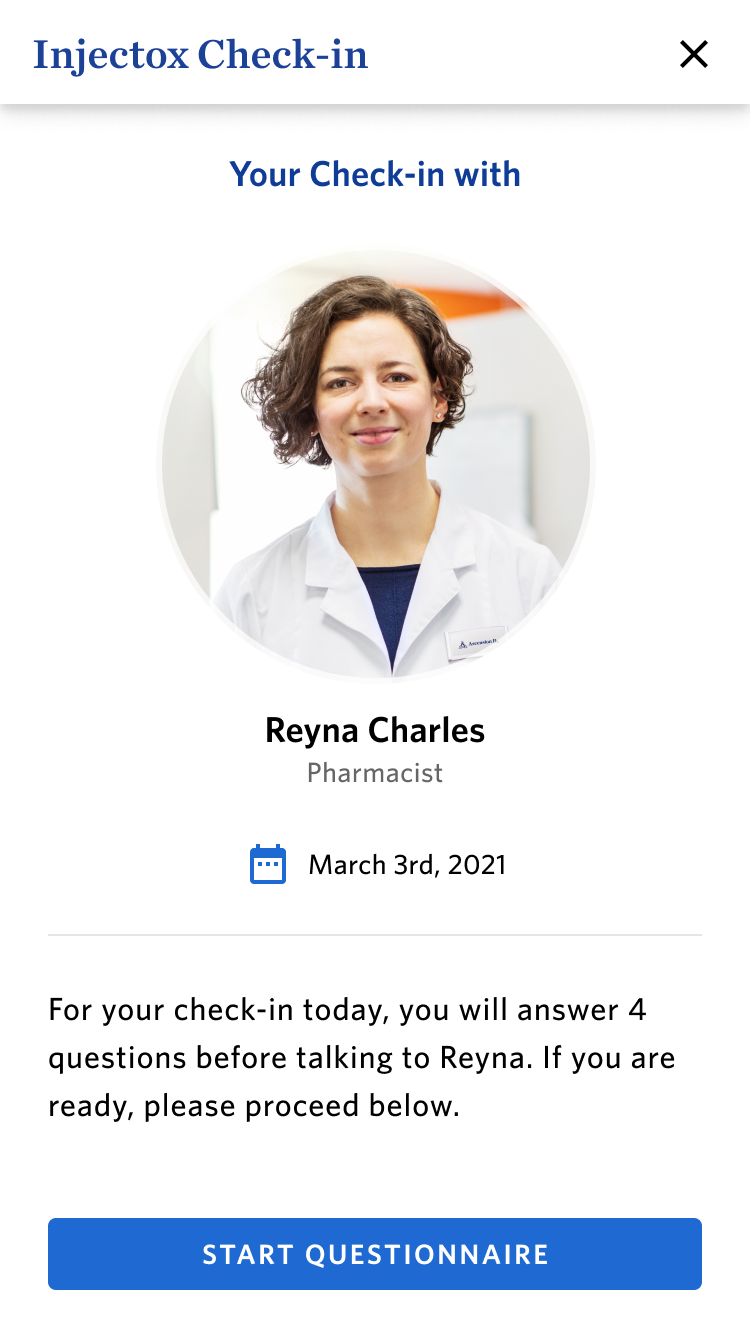 Injectox Check-in
Your Check-in with
Reyna Charles
Pharmacist
March 3rd, 2021
For your check-in today, you will answer 4
questions before talking to Reyna. If you are
ready, please proceed below.
START QUESTIONNAIRE